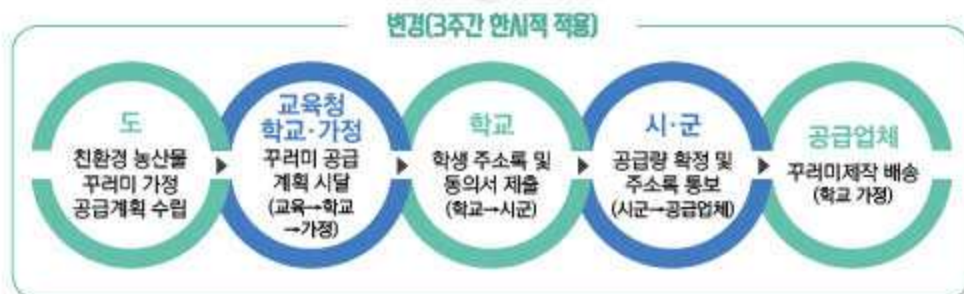 변경(3주간 한시적 적용)
도
친환경 농산물
꾸러미 가정
공급계획 수립
교육청
학교·가정
꾸러미 공급
계획 시달
(교육→학교
→가정)
학교
학생 주소록 및
동의서 제출
(학교→시군)
시·군
공급량 확정 및
주소록 통보
(시군→공급업체)
공급업체
꾸러미제작 배송
(학교 가정)